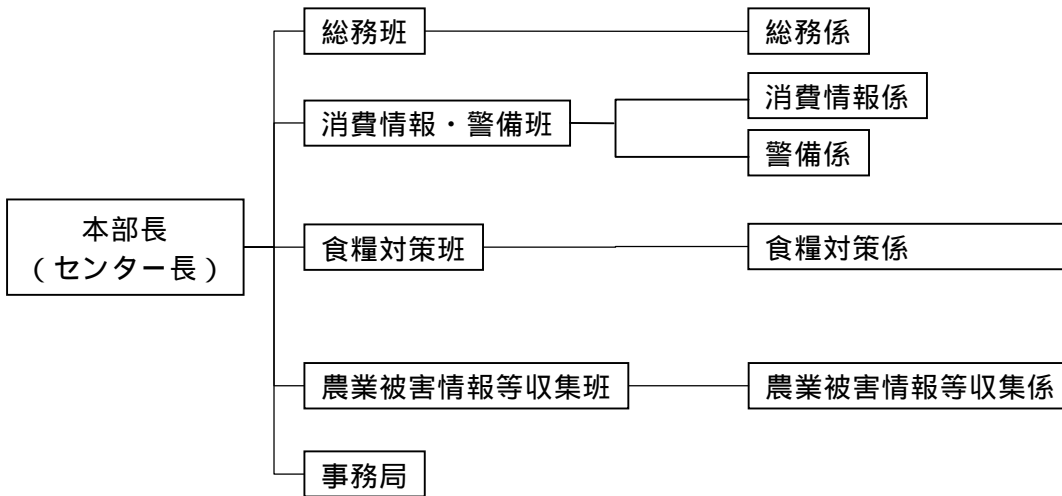 総務班
総務係
消費情報・警備班
消費情報係
警備係
本部長
（センター長）
食糧対策班
食糧対策係
農業被害情報等収集班
農業被害情報等収集係
事務局